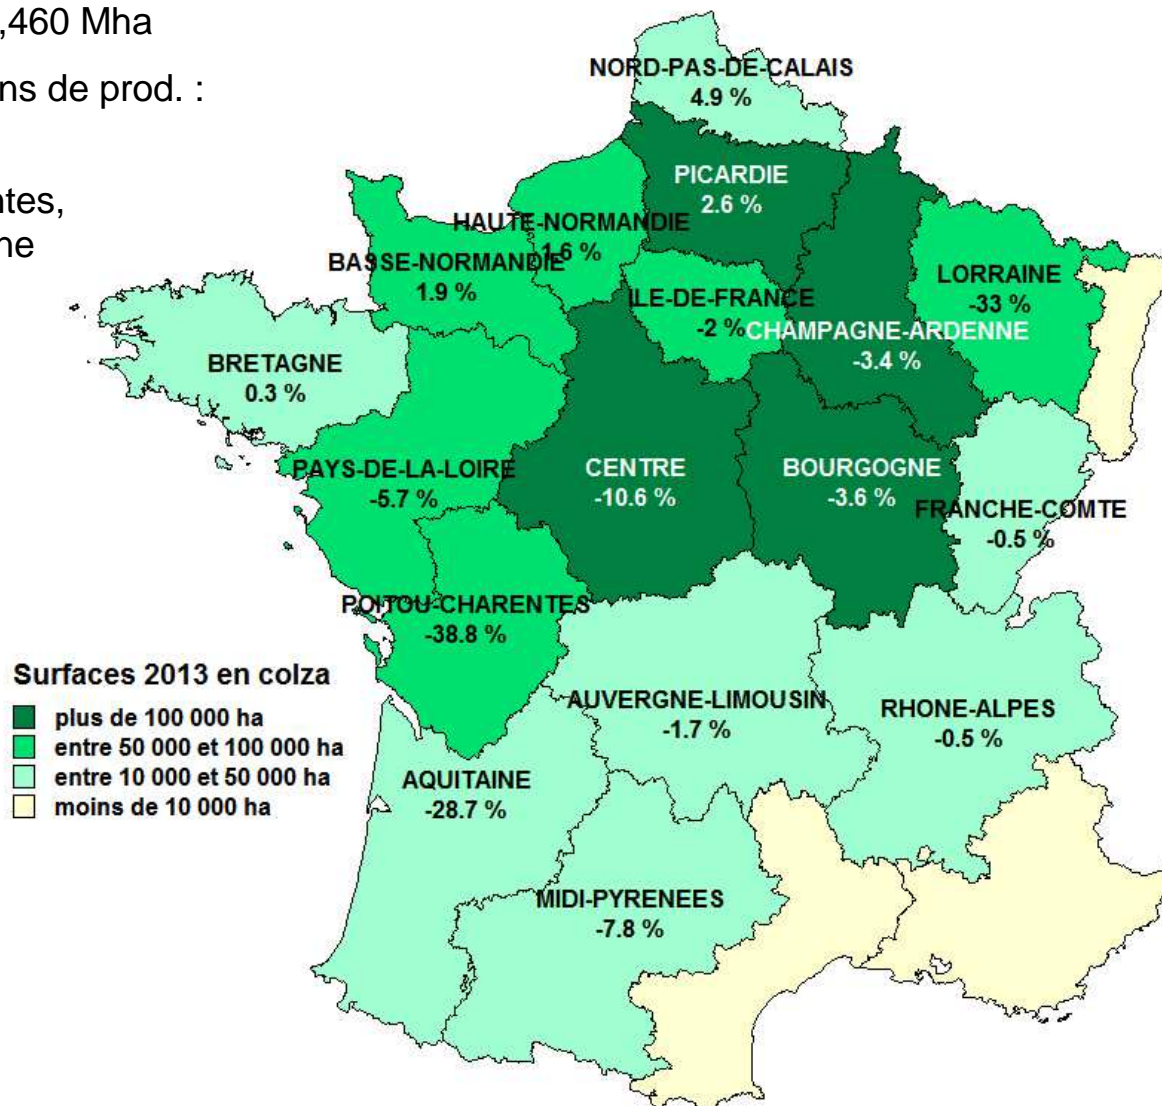 ,460 Mha
ns de prod. :
ntes,
ne
NORD-PAS-DE-CALAIS
4.9 %
PICARDIE
2.6 %
HAUTE-NORMANDIE
1.6 %
BASSE-NORMANDIE
1.9 %
ILE-DE-FRANCE
-2 %
LORRAINE
-33 %
CHAMPAGNE-ARDENNE
-3.4 %
BRETAGNE
0.3 %
PAYS-DE-LA-LOIRE
-5.7 %
CENTRE
-10.6 %
BOURGOGNE
-3.6 %
FRANCHE-COMTE
-0.5 %
POITOU-CHARENTES
-38.8 %
AUVERGNE-LIMOUSIN
-1.7 %
RHONE-ALPES
-0.5 %
AQUITAINE
-28.7 %
MIDI-PYRENEES
-7.8 %
Surfaces 2013 en colza
plus de 100 000 ha
entre 50 000 et 100 000 ha
entre 10 000 et 50 000 ha
moins de 10 000 ha